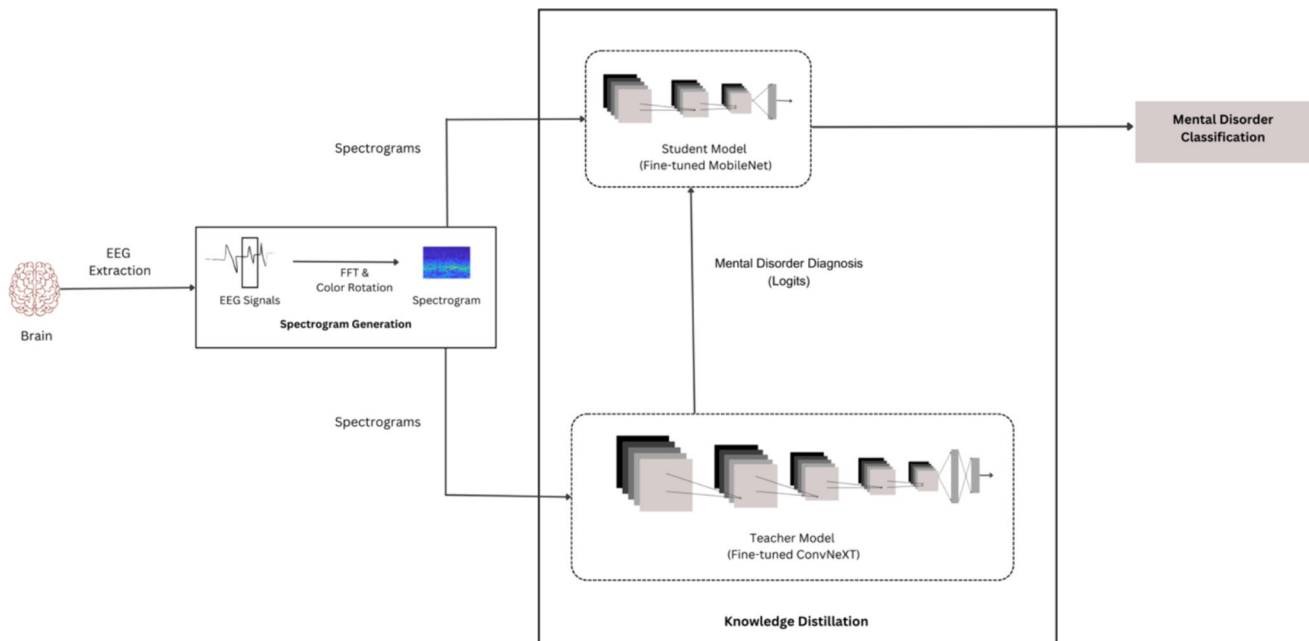 Student Model
(Fine-tuned MobileNet)
Mental Disorder
Classification
Spectrograms
EEG
Extraction
Brain
EEG Signals
FFT &
Color Rotation
Spectrogram
Spectrogram Generation
Mental Disorder Diagnosis
(Logits)
Spectrograms
Teacher Model
(Fine-tuned ConvNeXT)
Knowledge Distillation